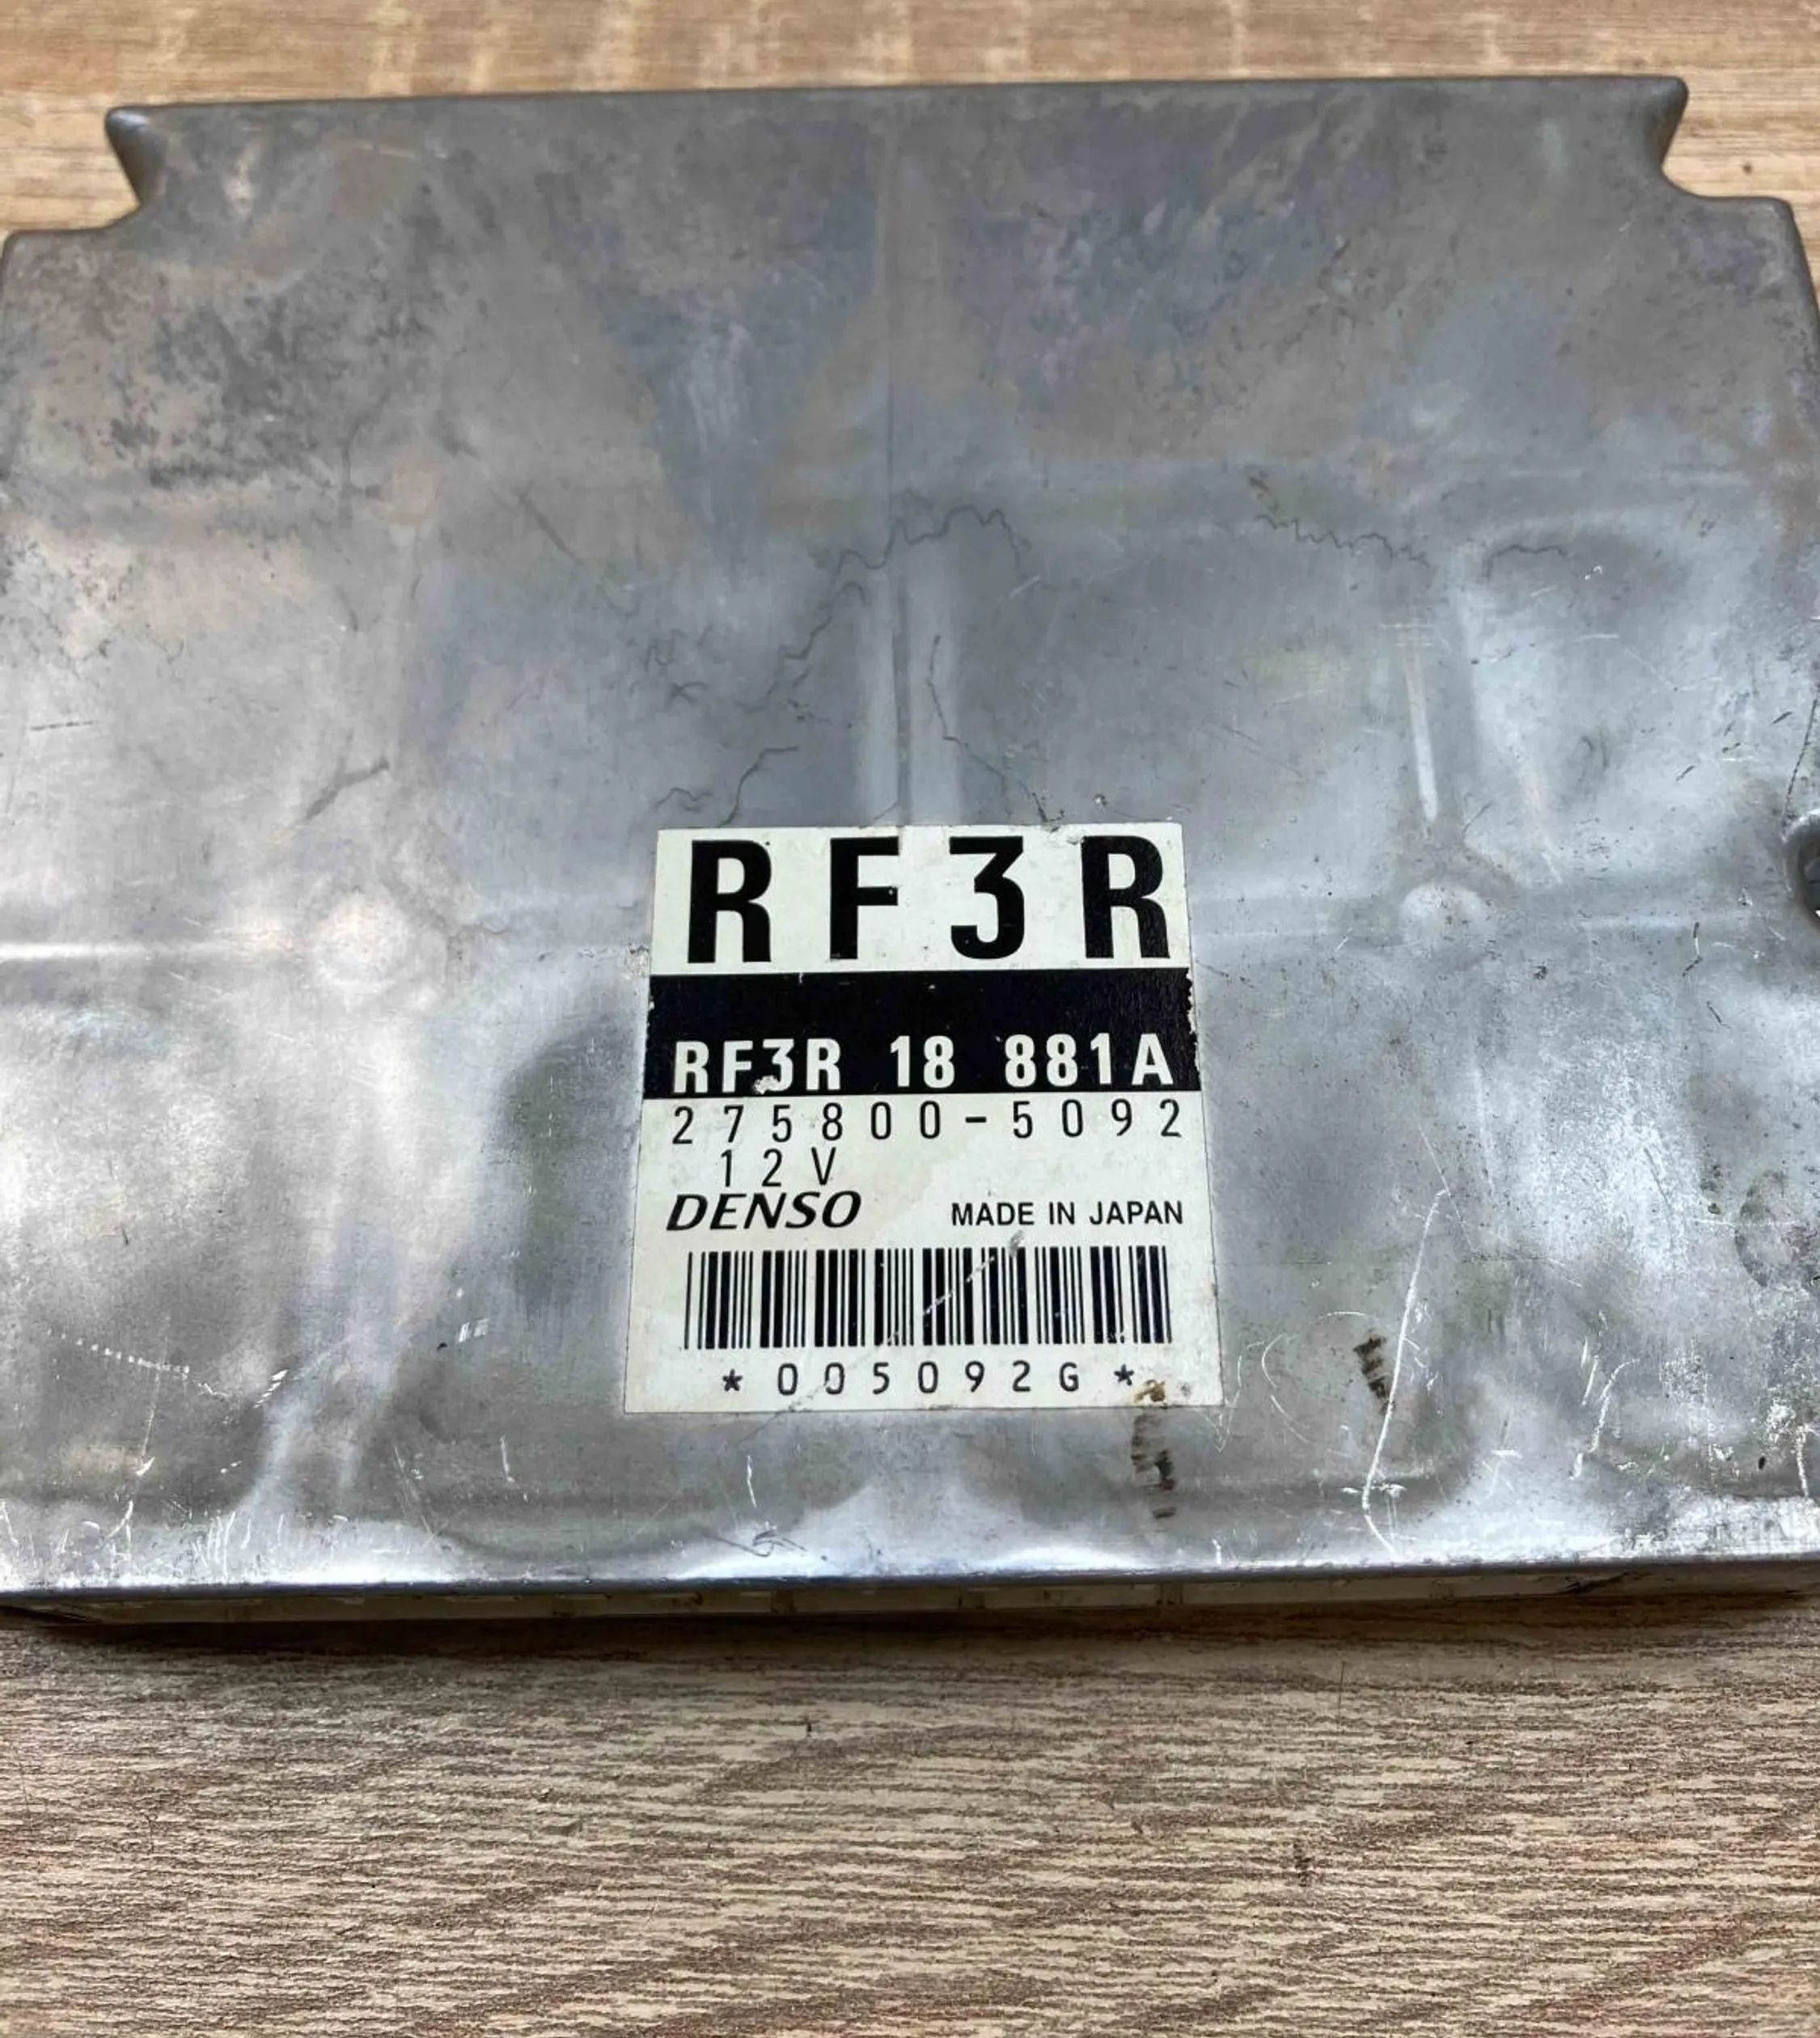 RF3R
RF3R 18 881A
275800-5092
12V
DENSO MADE IN JAPAN
*005092G*